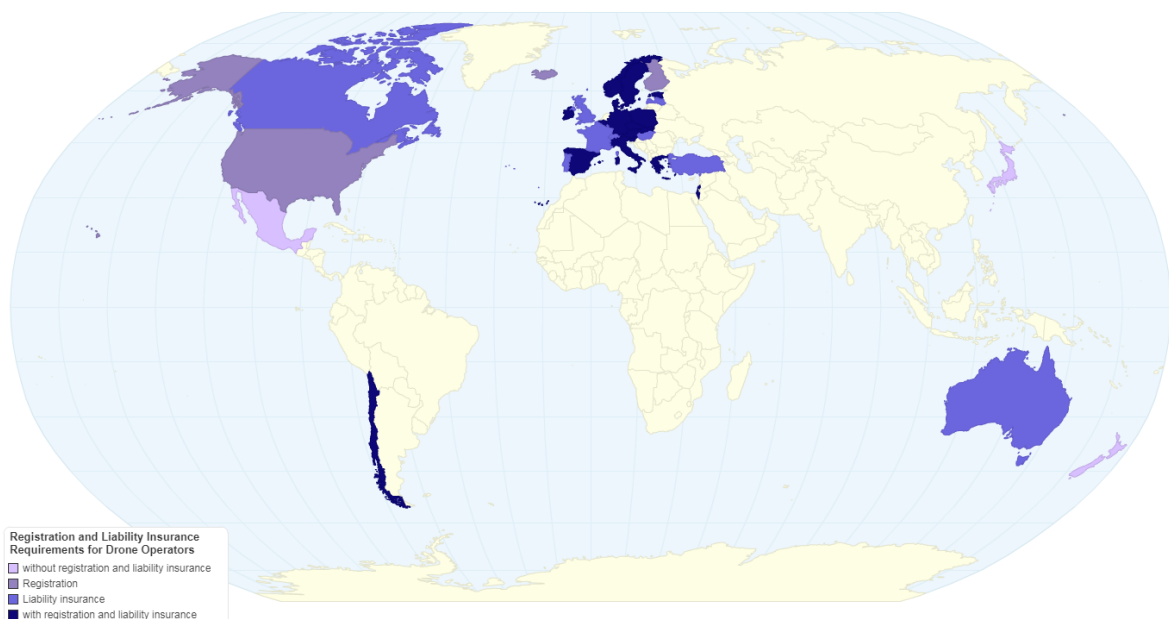 Registration and Liability Insurance
Requirements for Drone Operators
without registration and liability insurance
Registration
Liability insurance
with registration and liability insurance